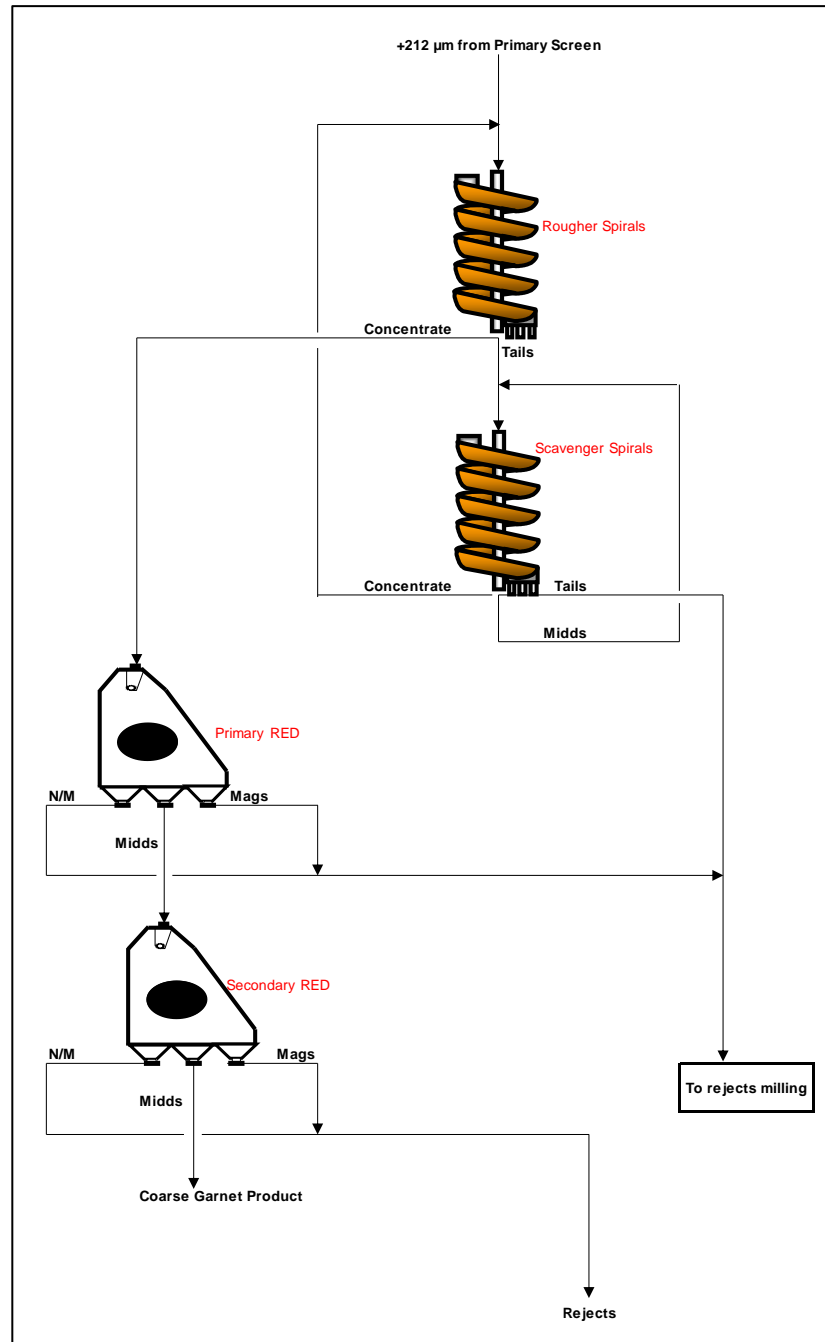 +212 µm from Primary Screen
Rougher Spirals
Concentrate
Tails
Scavenger Spirals
Concentrate
Tails
Midds
Primary RED
N/M
Mags
Midds
Secondary RED
N/M
Mags
To rejects milling
Midds
Coarse Garnet Product
Rejects